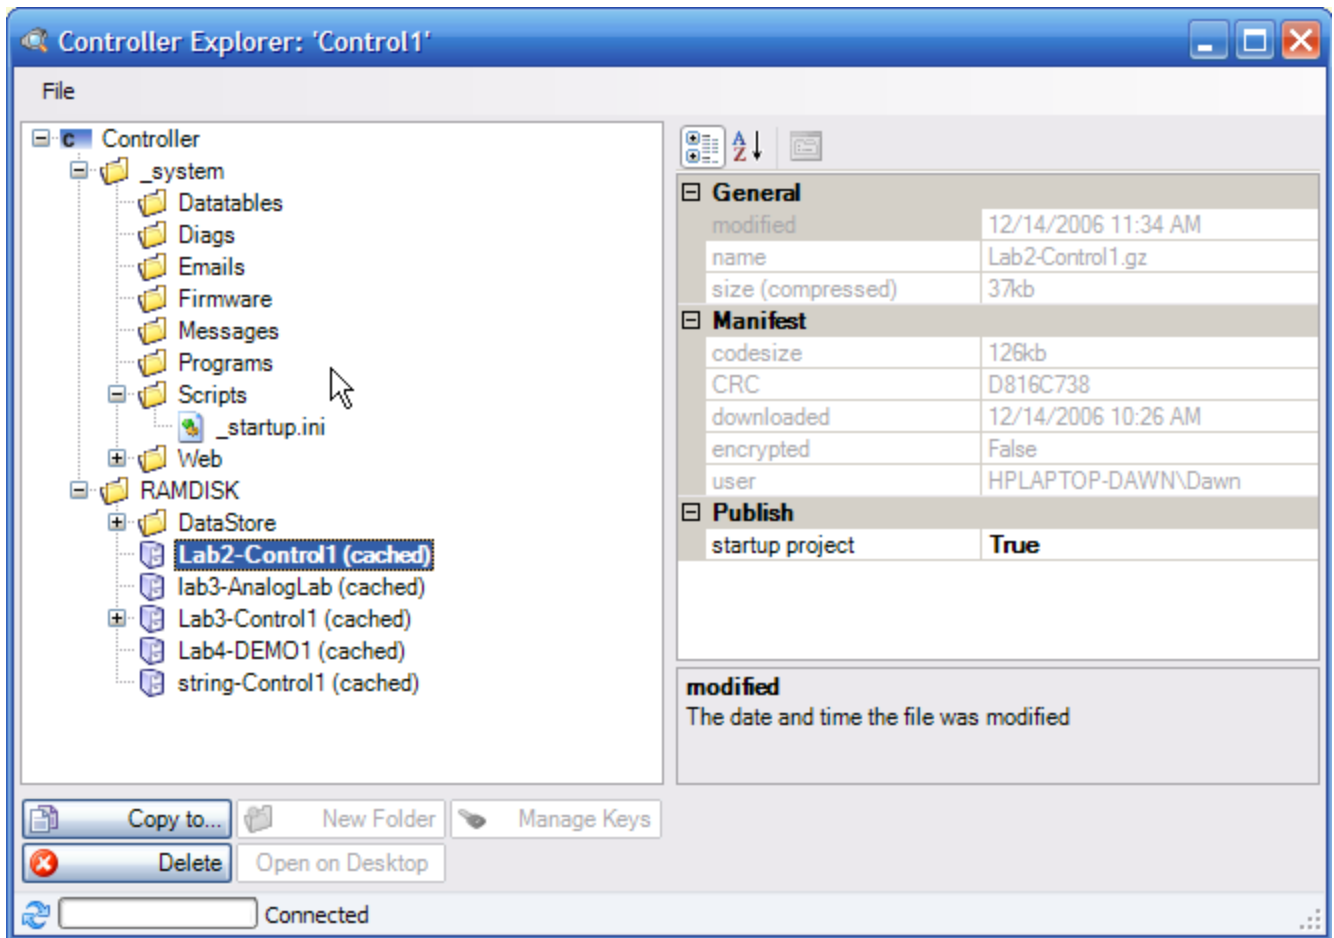 Controller Explorer: 'Control1'
File
Controller
_system
Datatables
Diags
Emails
Firmware
Messages
Programs
Scripts
_startup.ini
Web
RAMDISK
DataStore
Lab2-Control1 (cached)
lab3-AnalogLab (cached)
Lab3-Control1 (cached)
Lab4-DEMO1 (cached)
string-Control1 (cached)
General
modified 12/14/2006 11:34 AM
name Lab2-Control1.gz
size (compressed) 37kb
Manifest
codesize 126kb
CRC D816C738
downloaded 12/14/2006 10:26 AM
encrypted False
user HPLAPTOP-DAWN\Dawn
Publish
startup project True
modified
The date and time the file was modified
Copy to... New Folder Manage Keys
Delete Open on Desktop
Connected